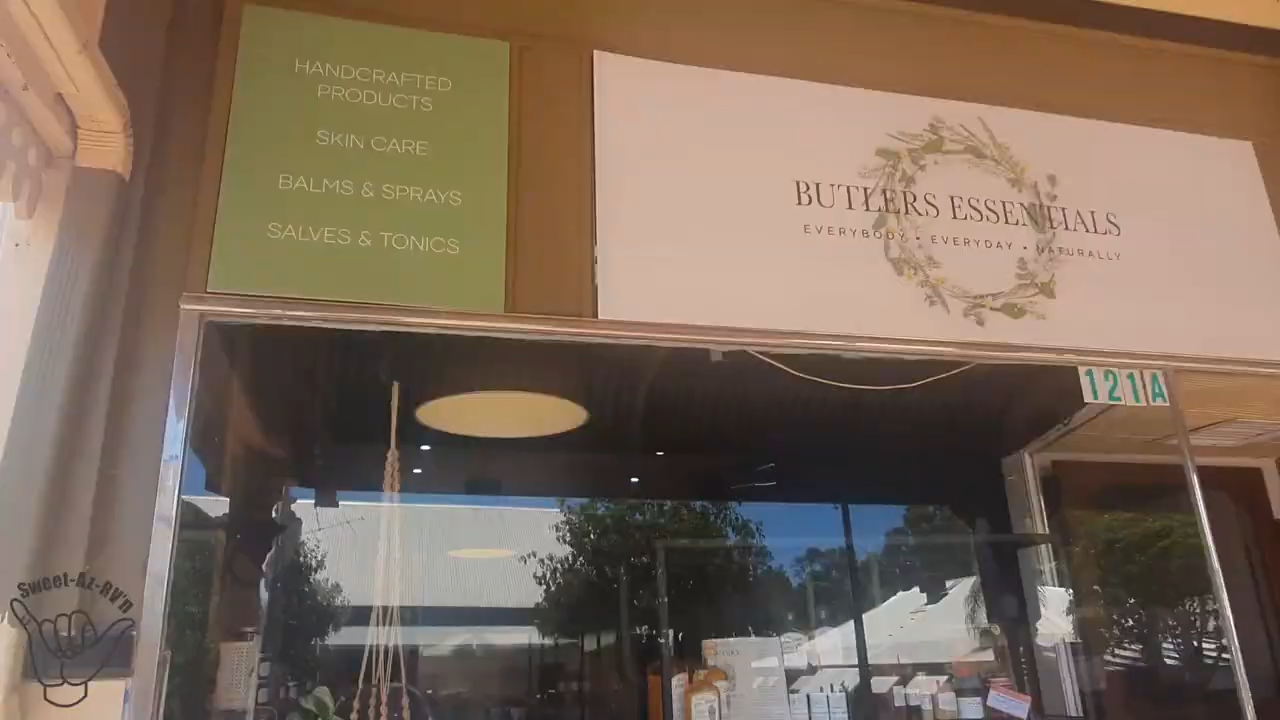 HANDCRAFTED
PRODUCTS
SKIN CARE
BALMS & SPRAYS
SALVES & TONICS
BUTLERS ESSENTIALS
EVERYBODY • EVERYDAY • NATURALLY
121A
Sweet-Az-RV'n